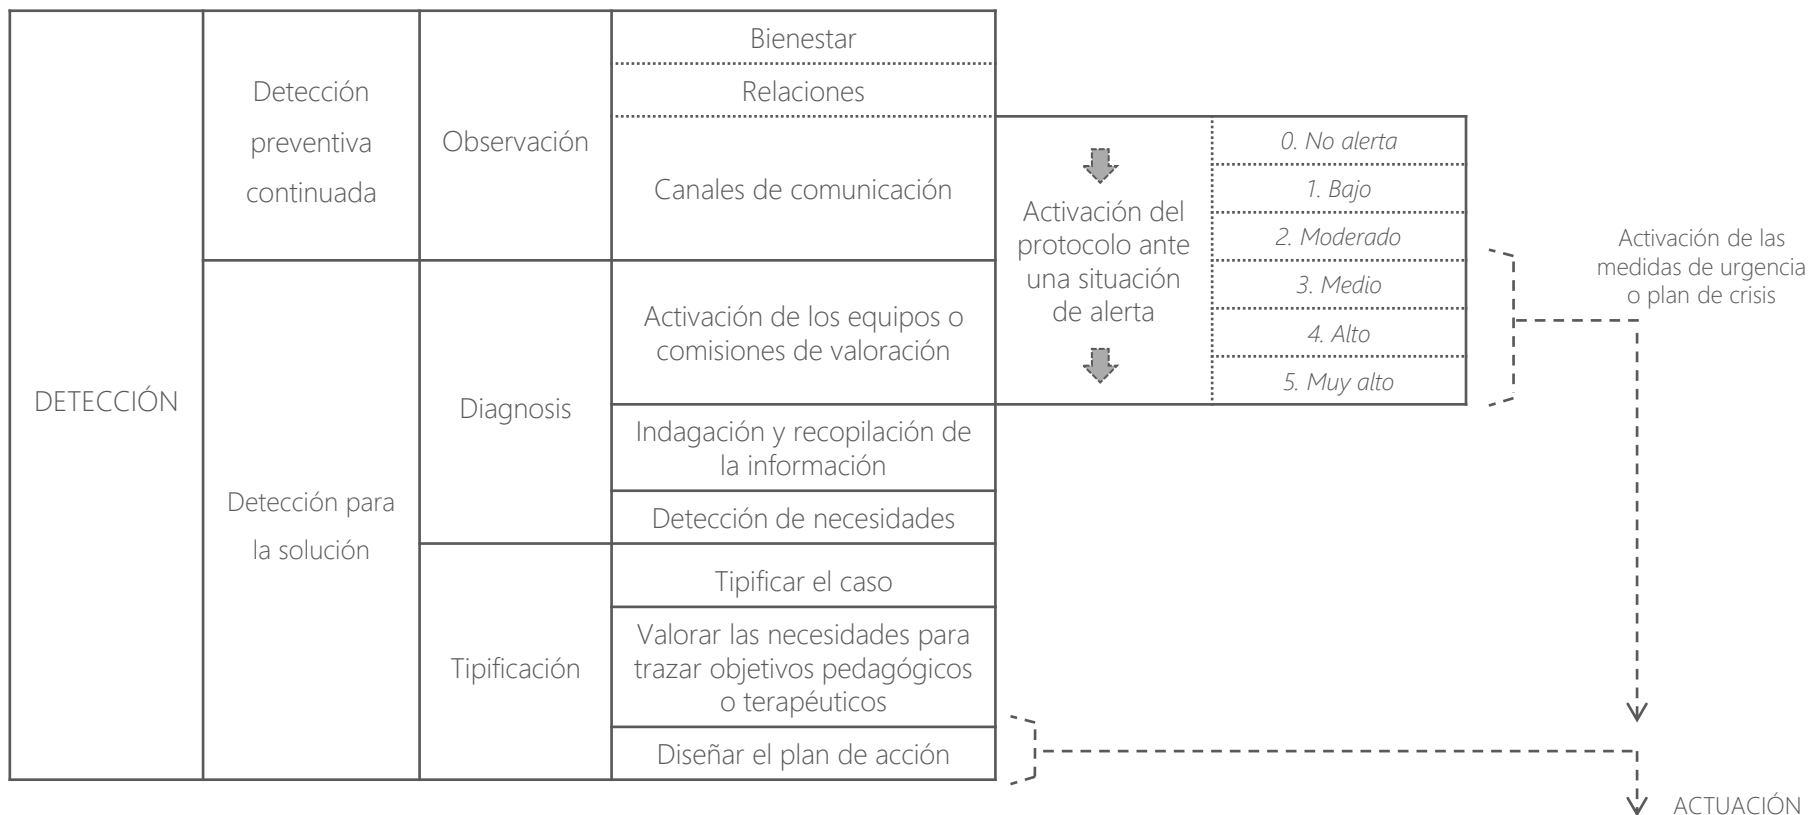 DETECCIÓN
Detección
preventiva
continuada
Observación
Bienestar
Relaciones
Canales de comunicación
Detección para
la solución
Diagnosis
Activación de los equipos o
comisiones de valoración
Indagación y recopilación de
la información
Detección de necesidades
Tipificación
Tipificar el caso
Valorar las necesidades para
trazar objetivos pedagógicos
o terapéuticos
Diseñar el plan de acción
Activación del
protocolo ante
una situación
de alerta
0. No alerta
1. Bajo
2. Moderado
3. Medio
4. Alto
5. Muy alto
Activación de las
medidas de urgencia
o plan de crisis
ACTUACIÓN